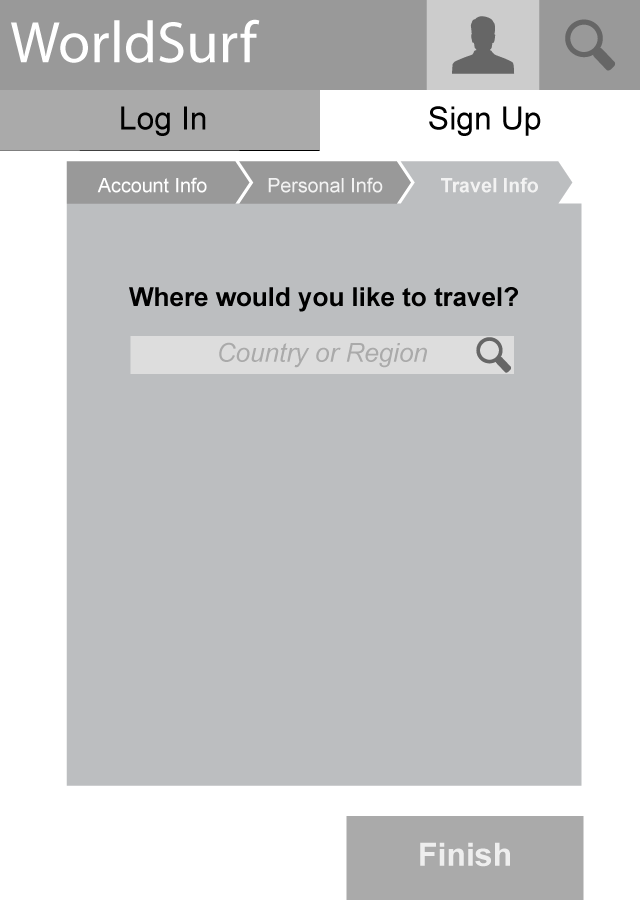 WorldSurf
Log In
Sign Up
Account Info
Personal Info
Travel Info
Where would you like to travel?
Country or Region
Finish